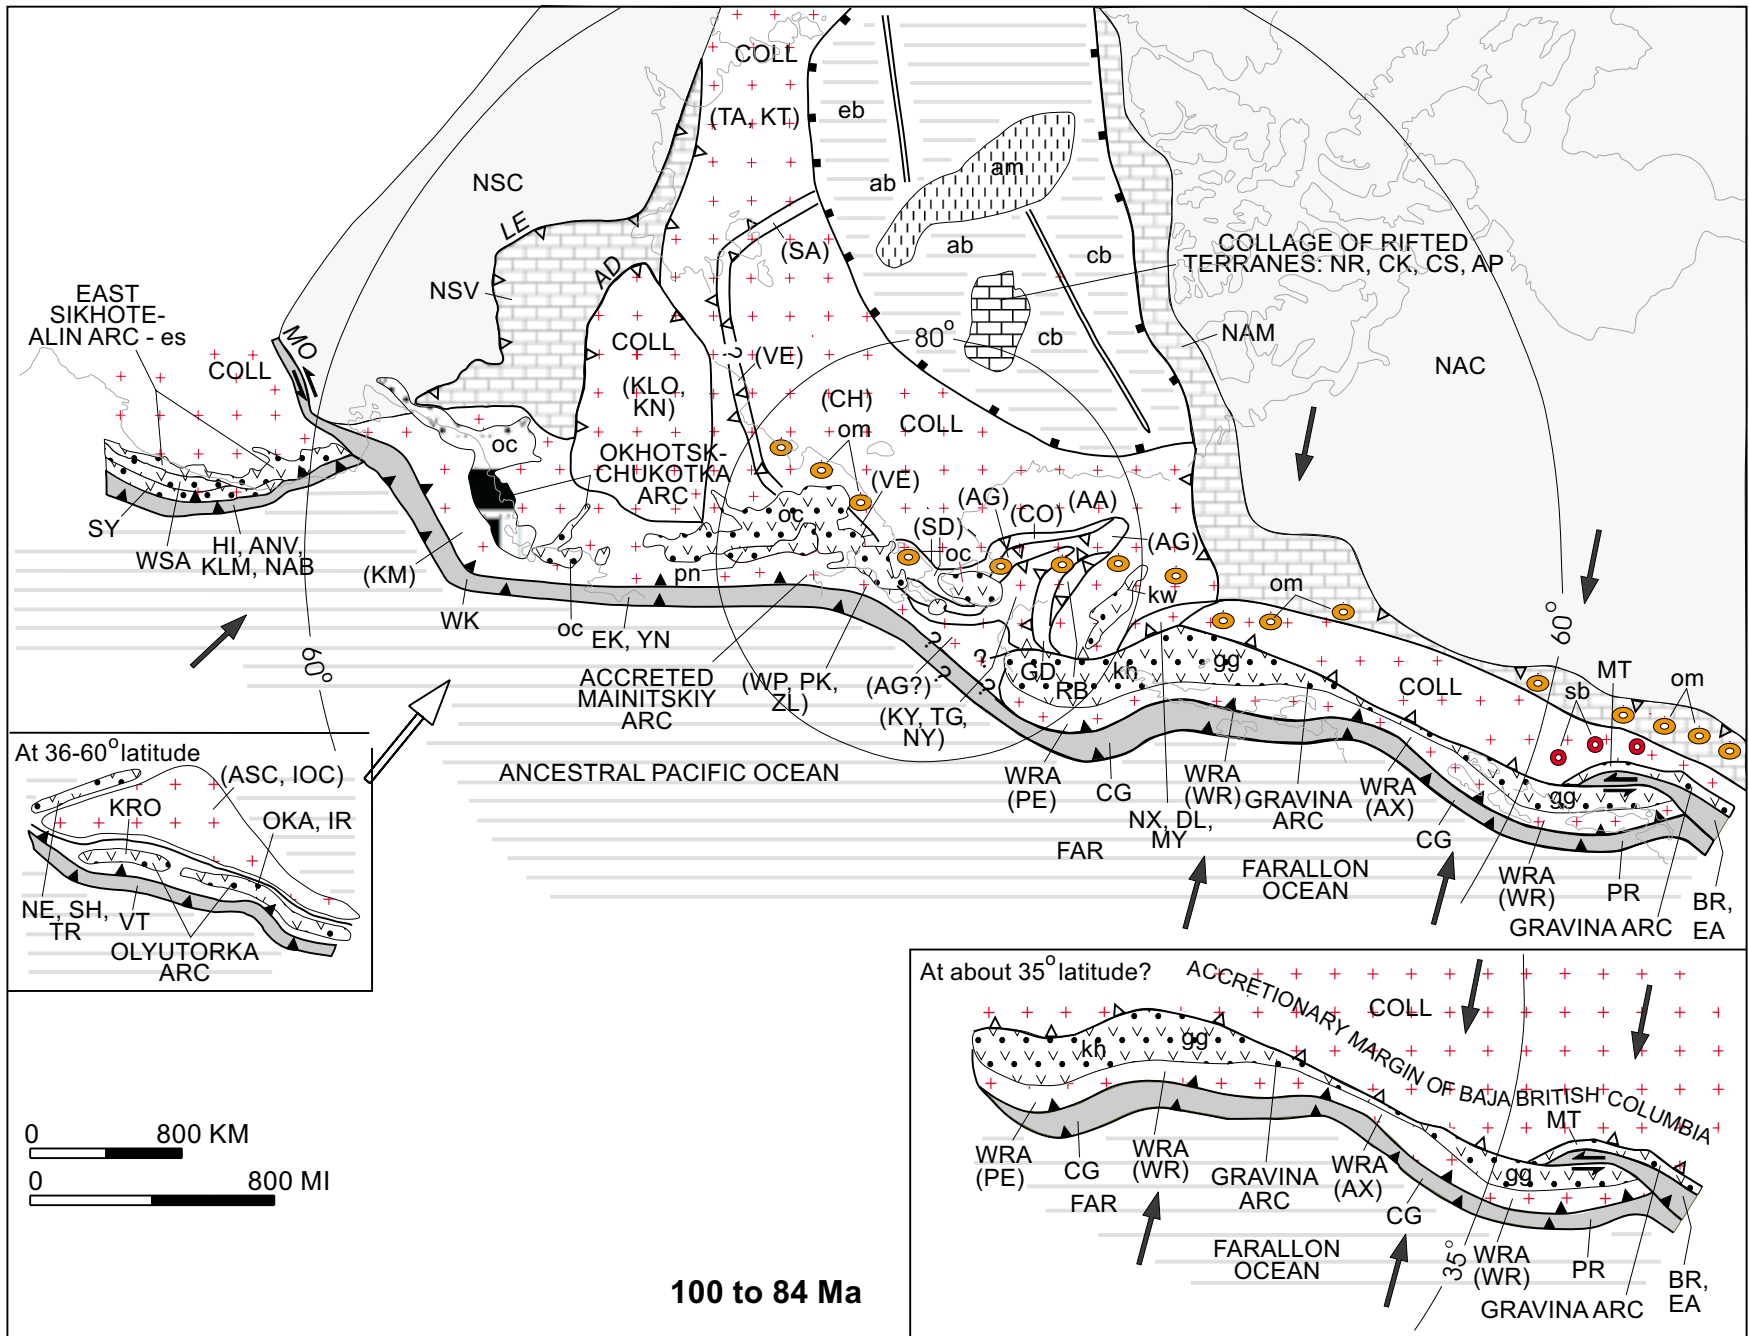 COLL
(TA, KT)
eb
am
ab
NSC
LE
(SA)
ab
cb
COLLAGE OF RIFTED
TERRANES: NR, CK, CS, AP
AD
NSV
EAST
SIKHOTE-
ALIN ARC - es
MO
COLL
COLL
(KLO,
KN)
?
(VE)
80o
cb
NAM
NAC
(CH)
om
COLL
oc
OKHOTSK-
CHUKOTKA
ARC
(VE)
oc
(AG)
(CO)
(AA)
(SD)
oc
(AG)
SY
WSA
HI, ANV,
KLM, NAB
(KM)
pn
kw
om
WK
oc
EK, YN
60o
60o
ACCRETED
MAINITSKIY
ARC
(WP, PK,
ZL)
?
?
?
?
(AG?)
(KY, TG,
NY)
GD
RB
kh
gg
COLL
sb
MT
om
gg
ANCESTRAL PACIFIC OCEAN
WRA
(PE)
CG
WRA
(WR)
NX, DL,
MY
GRAVINA
ARC
WRA
(AX)
CG
FAR
FARALLON
OCEAN
WRA
(WR)
PR
GRAVINA ARC
BR,
EA
At 36-60o latitude
(ASC, IOC)
KRO
OKA, IR
NE, SH,
TR
VT
OLYUTORKA
ARC
At about 35o latitude?
ACCRETIONARY MARGIN OF BAJA BRITISH COLUMBIA
COLL
kh
gg
MT
gg
WRA
(PE)
CG
WRA
(WR)
GRAVINA
ARC
WRA
(AX)
CG
FAR
FARALLON
OCEAN
35o
WRA
(WR)
PR
GRAVINA ARC
BR,
EA
0 800 KM
0 800 MI
100 to 84 Ma